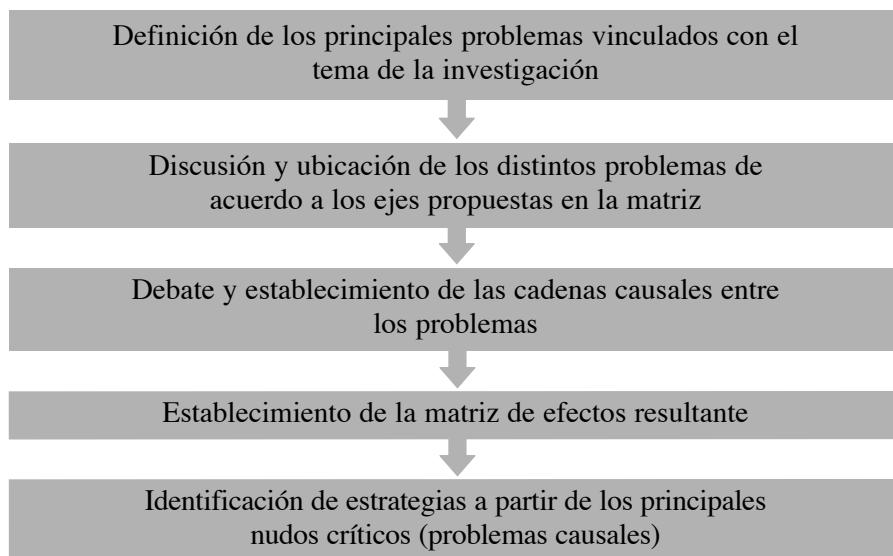 Definición de los principales problemas vinculados con el
tema de la investigación
Discusión y ubicación de los distintos problemas de
acuerdo a los ejes propuestas en la matriz
Debate y establecimiento de las cadenas causales entre
los problemas
Establecimiento de la matriz de efectos resultante
Identificación de estrategias a partir de los principales
nudos críticos (problemas causales)